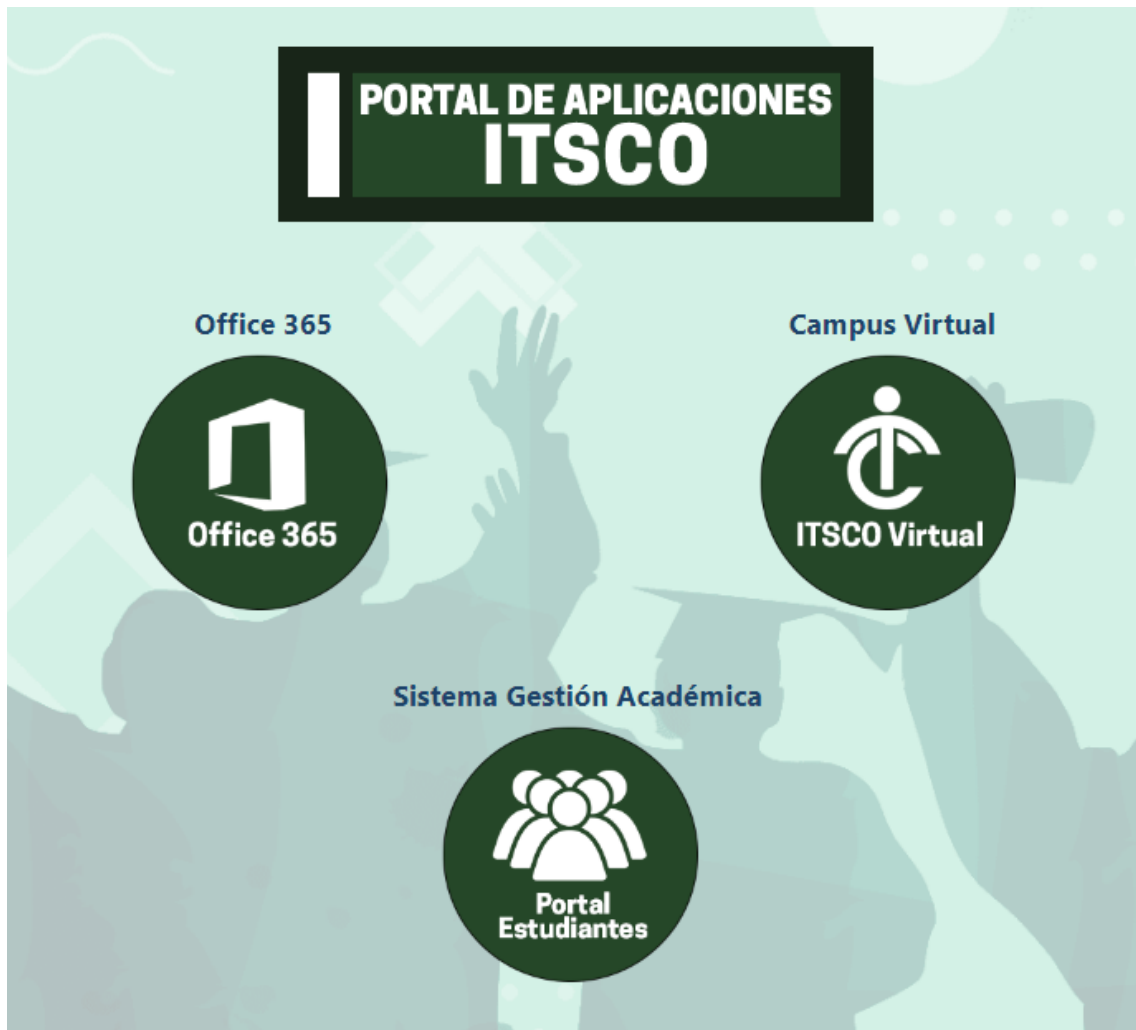 PORTAL DE APLICACIONES
ITSCO
Office 365
Office 365
Campus Virtual
ITSCO Virtual
Sistema Gestión Académica
Portal
Estudiantes